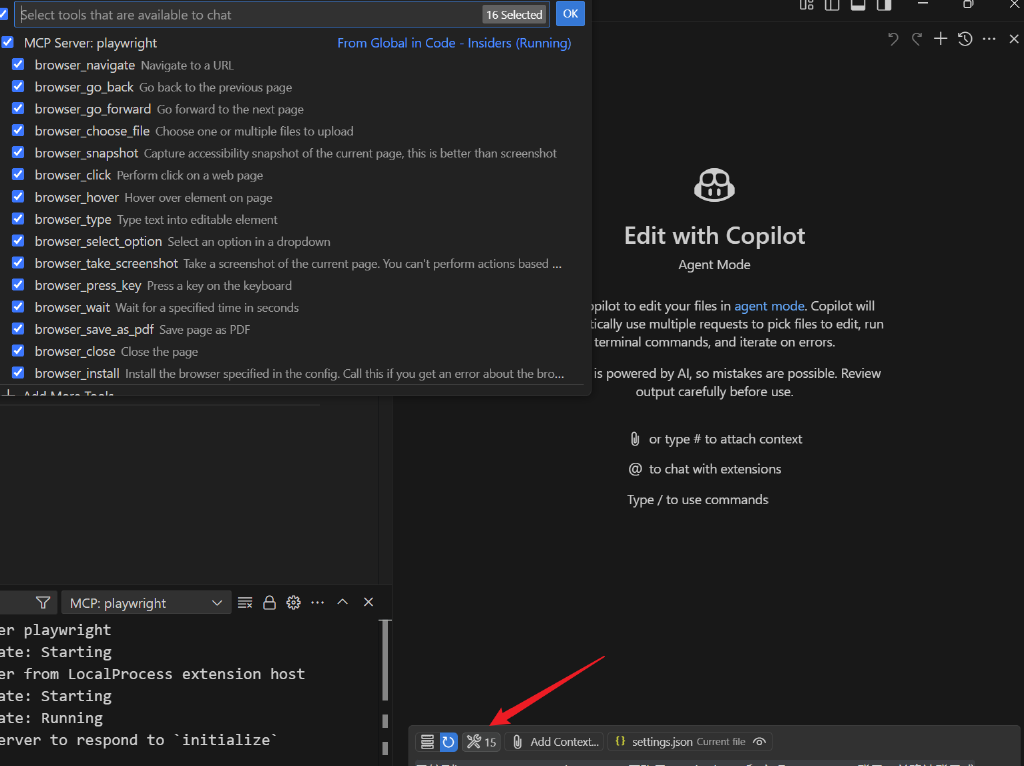 Select tools that are available to chat 16 Selected OK
MCP Server: playwright From Global in Code - Insiders (Running)
browser_navigate Navigate to a URL
browser_go_back Go back to the previous page
browser_go_forward Go forward to the next page
browser_choose_file Choose one or multiple files to upload
browser_snapshot Capture accessibility snapshot of the current page, this is better than screenshot
browser_click Perform click on a web page
browser_hover Hover over element on page
browser_type Type text into editable element
browser_select_option Select an option in a dropdown
browser_take_screenshot Take a screenshot of the current page. You can't perform actions based ...
browser_press_key Press a key on the keyboard
browser_wait Wait for a specified time in seconds
browser_save_as_pdf Save page as PDF
browser_close Close the page
browser_install Install the browser specified in the config. Call this if you get an error about the bro...
Add More Tools
Edit with Copilot
Agent Mode
opilot to edit your files in agent mode. Copilot will
tically use multiple requests to pick files to edit, run
terminal commands, and iterate on errors.
is powered by AI, so mistakes are possible. Review
output carefully before use.
or type # to attach context
@ to chat with extensions
Type / to use commands
MCP: playwright
er playwright
ate: Starting
er from LocalProcess extension host
ate: Starting
ate: Running
erver to respond to `initialize`
15 Add Context... {} settings.json Current file